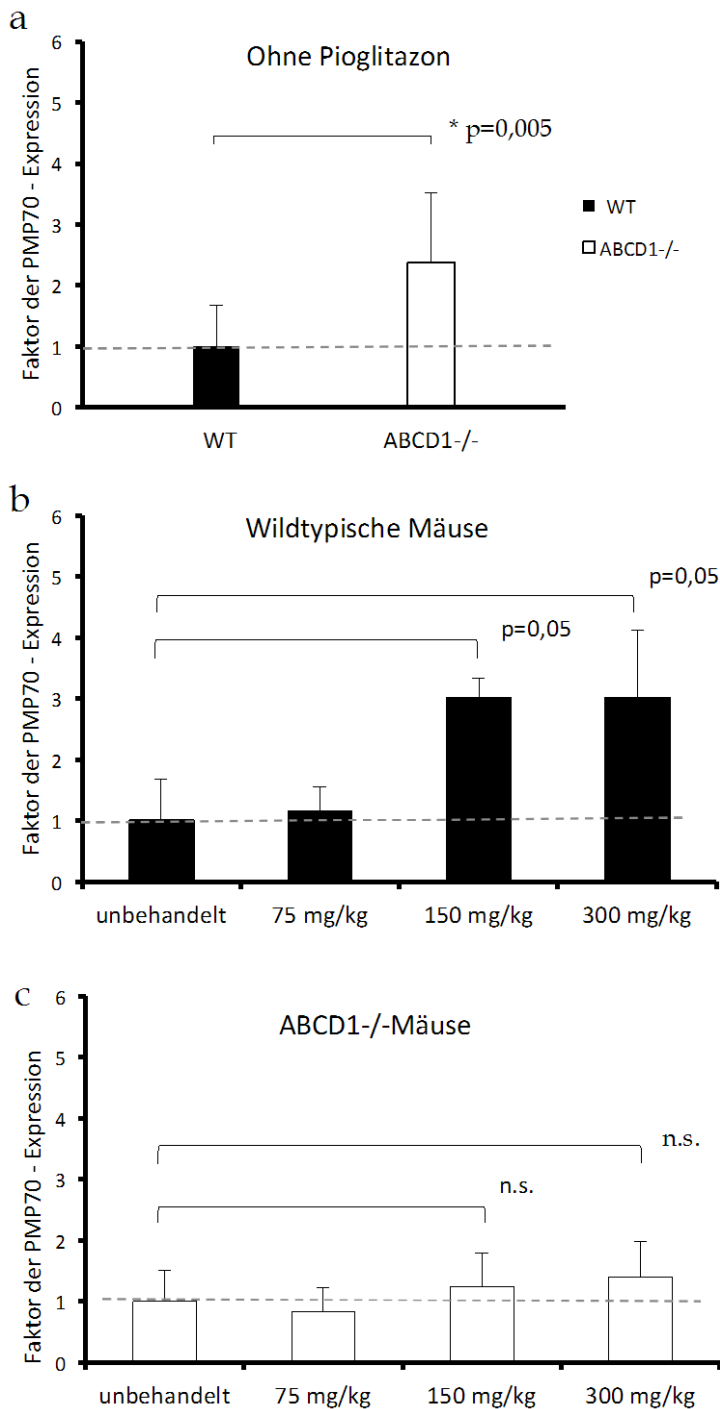 a
Ohne Pioglitazon
Faktor der PMP70 - Expression
6
5
4
3
2
1
0
* p=0,005
WT
ABCD1-/-
WT
ABCD1-/-
b
Wildtypische Mäuse
Faktor der PMP70 - Expression
6
5
4
3
2
1
0
p=0,05
p=0,05
unbehandelt
75 mg/kg
150 mg/kg
300 mg/kg
c
ABCD1-/-Mäuse
Faktor der PMP70 - Expression
6
5
4
3
2
1
0
n.s.
n.s.
unbehandelt
75 mg/kg
150 mg/kg
300 mg/kg